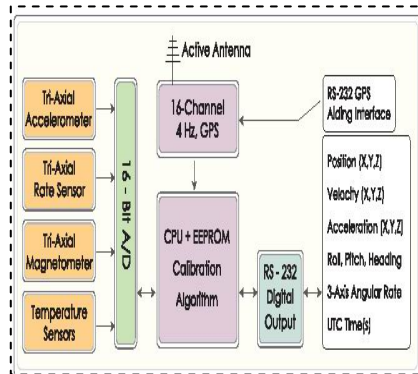 Active Antenna
Tri-Axial
Accelerometer
Tri-Axial
Rate Sensor
Tri-Axial
Magnetometer
Temperature
Sensors
16 - Bit A/D
16-Channel
4 Hz, GPS
CPU + EEPROM
Calibration
Algorithm
RS - 232
Digital
Output
RS-232 GPS
Aiding Interface
Position (X,Y,Z)
Velocity (X,Y,Z)
Acceleration (X,Y,Z)
Roll, Pitch, Heading
3-Axis Angular Rate
UTC Time(s)